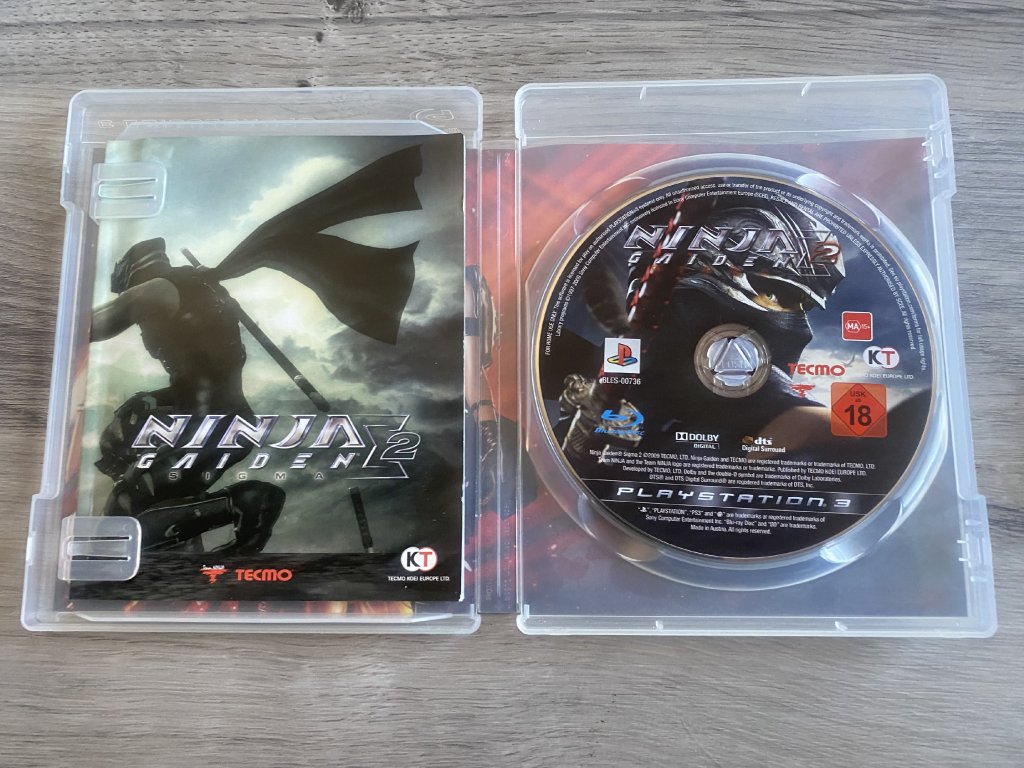 NINJA
GAIDEN Σ2
SIGMA
Team NINJA
TECMO
KT
TECMO KOEI EUROPE LTD.
NINJA
GAIDEN Σ2
MA 15+
BLES-00736
TECMO
KT
TECMO KOEI EUROPE LTD.
USK
ab
18
DOLBY
DIGITAL
dts
Digital Surround
Ninja Gaiden® Sigma 2 ©2009 TECMO, LTD. Ninja Gaiden and TECMO are registered trademarks or trademarks of TECMO, LTD.
Team NINJA and the Team NINJA logo are registered trademarks or trademarks. Published by TECMO KOEI EUROPE LTD.
Developed by TECMO, LTD. Dolby and the double-D symbol are trademarks of Dolby Laboratories.
DTS® and DTS Digital Surround® are registered trademarks of DTS, Inc.
PLAYSTATION 3
"PLAYSTATION", "PS3" and are trademarks or registered trademarks of
Sony Computer Entertainment Inc. "Blu-ray Disc" and "BD" are trademarks.
Made in Austria. All rights reserved.